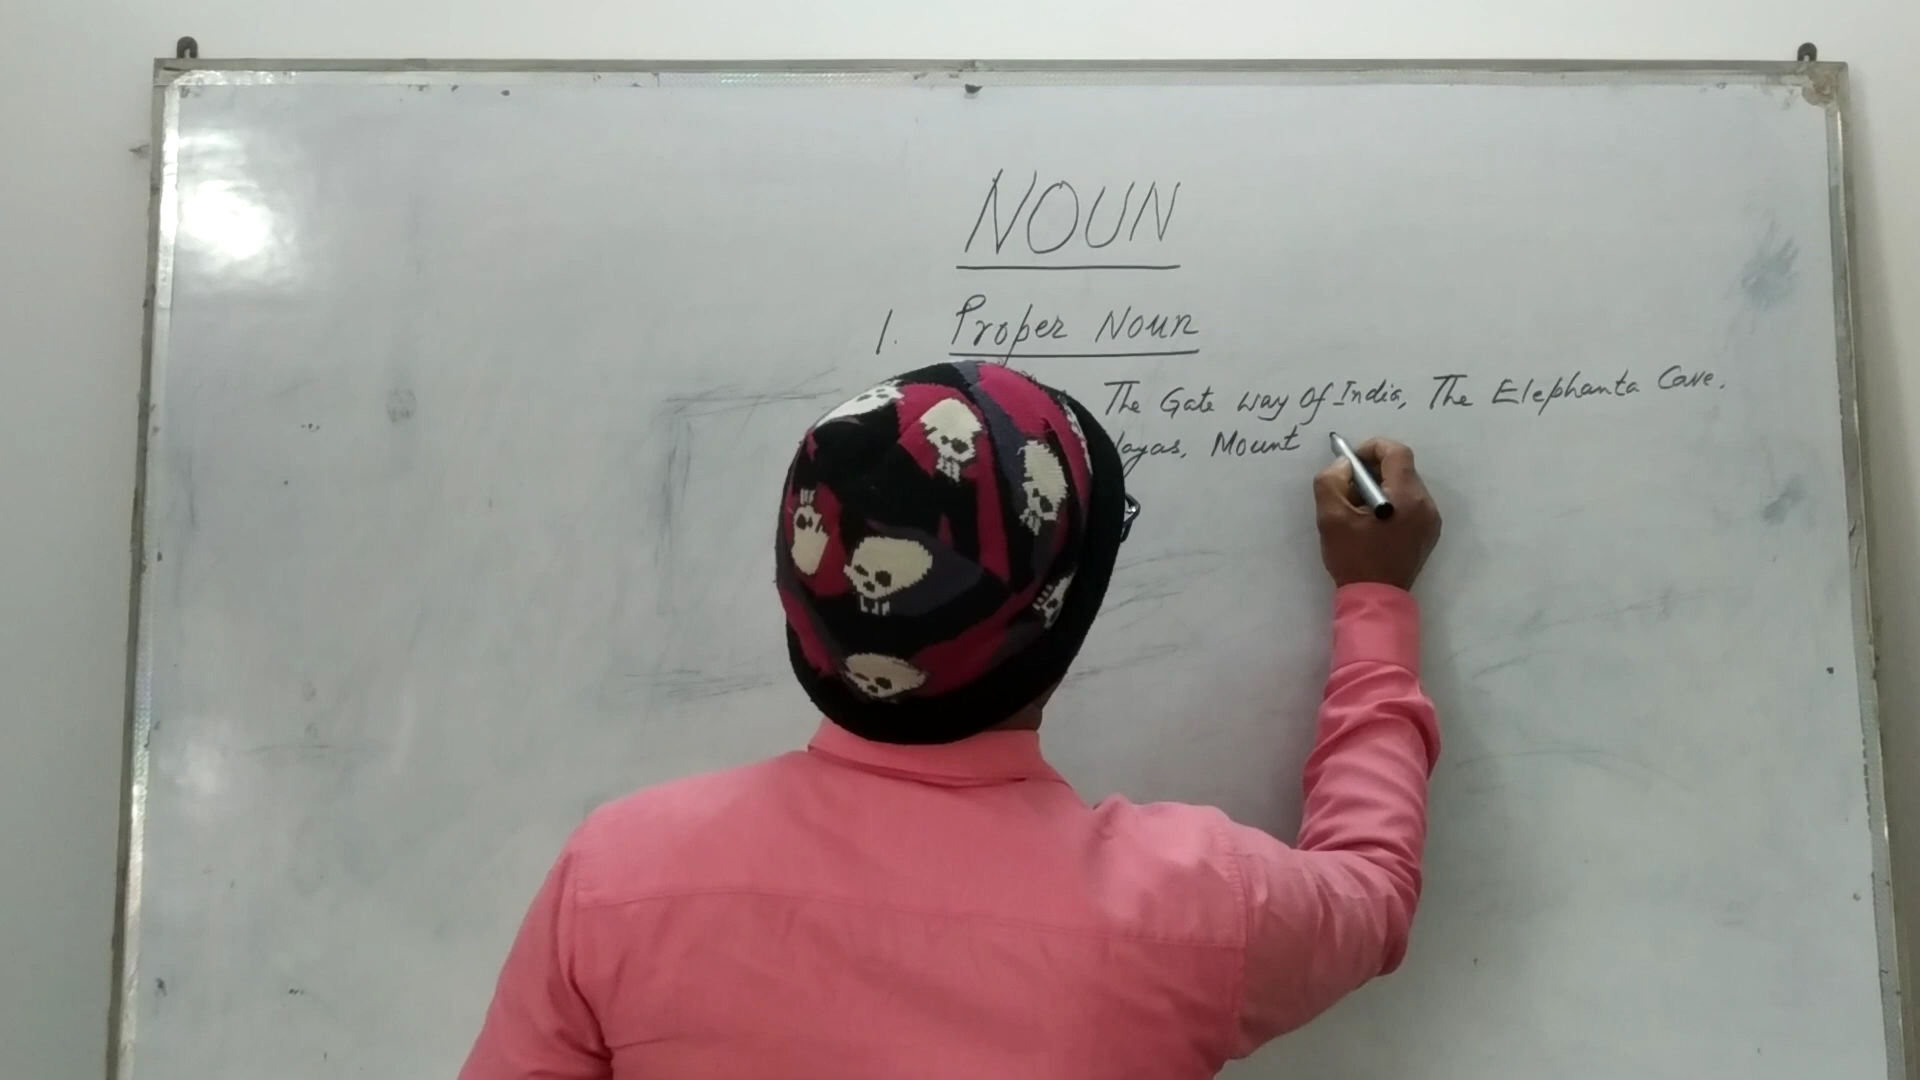 NOUN
1. Proper Noun
The Gate way Of India, The Elephanta Cave,
layas, Mount